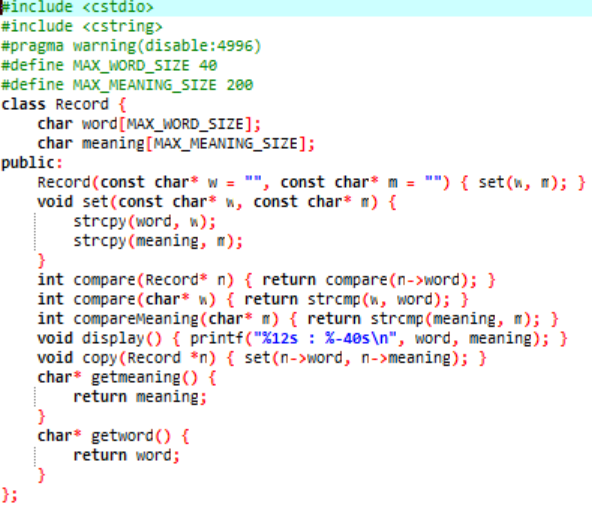 #include <cstdio>
#include <cstring>
#pragma warning(disable:4996)
#define MAX_WORD_SIZE 40
#define MAX_MEANING_SIZE 200
class Record {
    char word[MAX_WORD_SIZE];
    char meaning[MAX_MEANING_SIZE];
public:
    Record(const char* w = "", const char* m = "") { set(w, m); }
    void set(const char* w, const char* m) {
        strcpy(word, w);
        strcpy(meaning, m);
    }
    int compare(Record* n) { return compare(n->word); }
    int compare(char* w) { return strcmp(w, word); }
    int compareMeaning(char* m) { return strcmp(meaning, m); }
    void display() { printf("%12s : %-40s\n", word, meaning); }
    void copy(Record *n) { set(n->word, n->meaning); }
    char* getmeaning() {
        return meaning;
    }
    char* getword() {
        return word;
    }
};